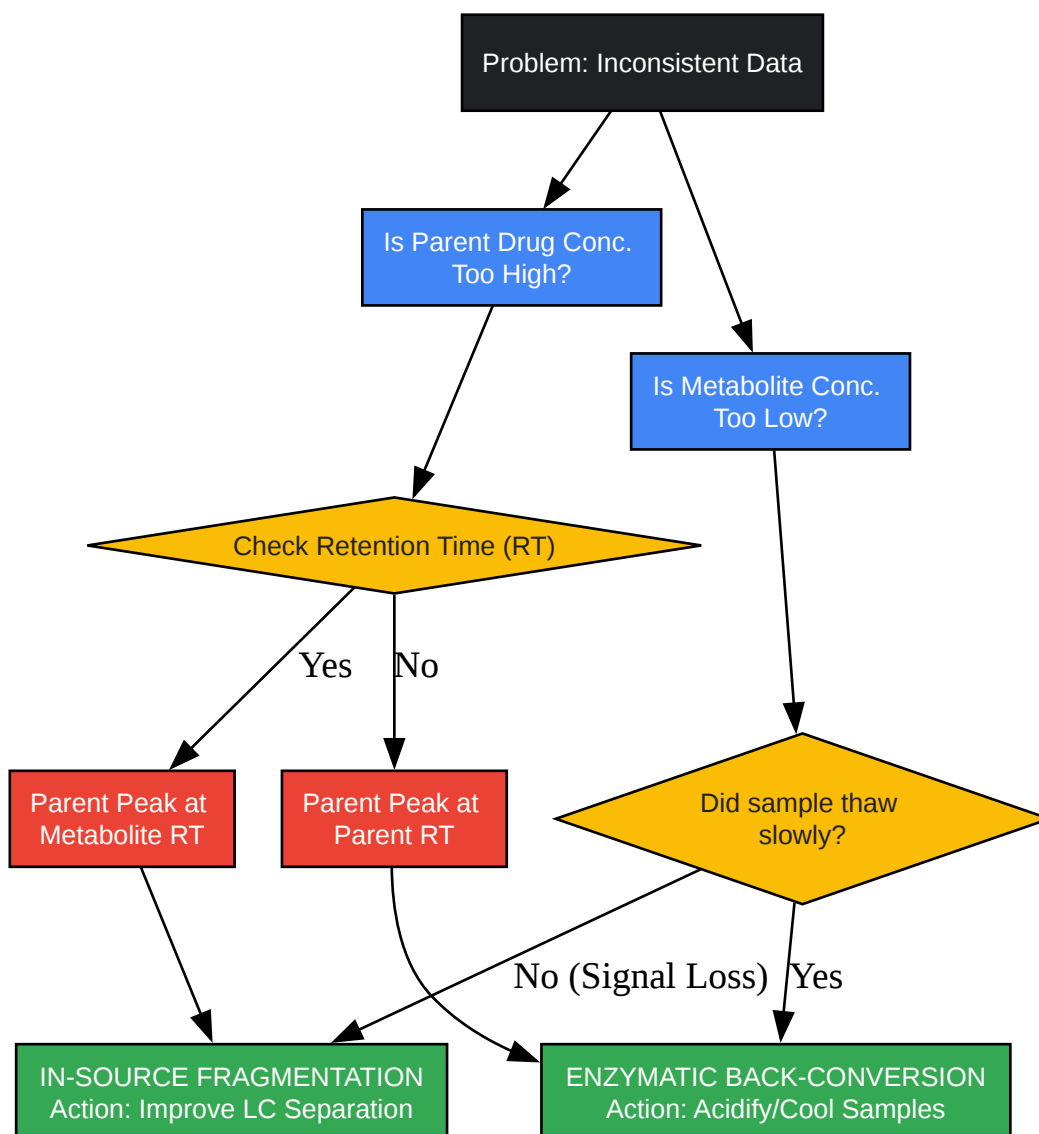 Problem: Inconsistent Data
Is Parent Drug Conc.
Too High?
Is Metabolite Conc.
Too Low?
Check Retention Time (RT)
Yes
No
Parent Peak at
Metabolite RT
Parent Peak at
Parent RT
Did sample thaw
slowly?
No (Signal Loss)
Yes
IN-SOURCE FRAGMENTATION
Action: Improve LC Separation
ENZYMATIC BACK-CONVERSION
Action: Acidify/Cool Samples